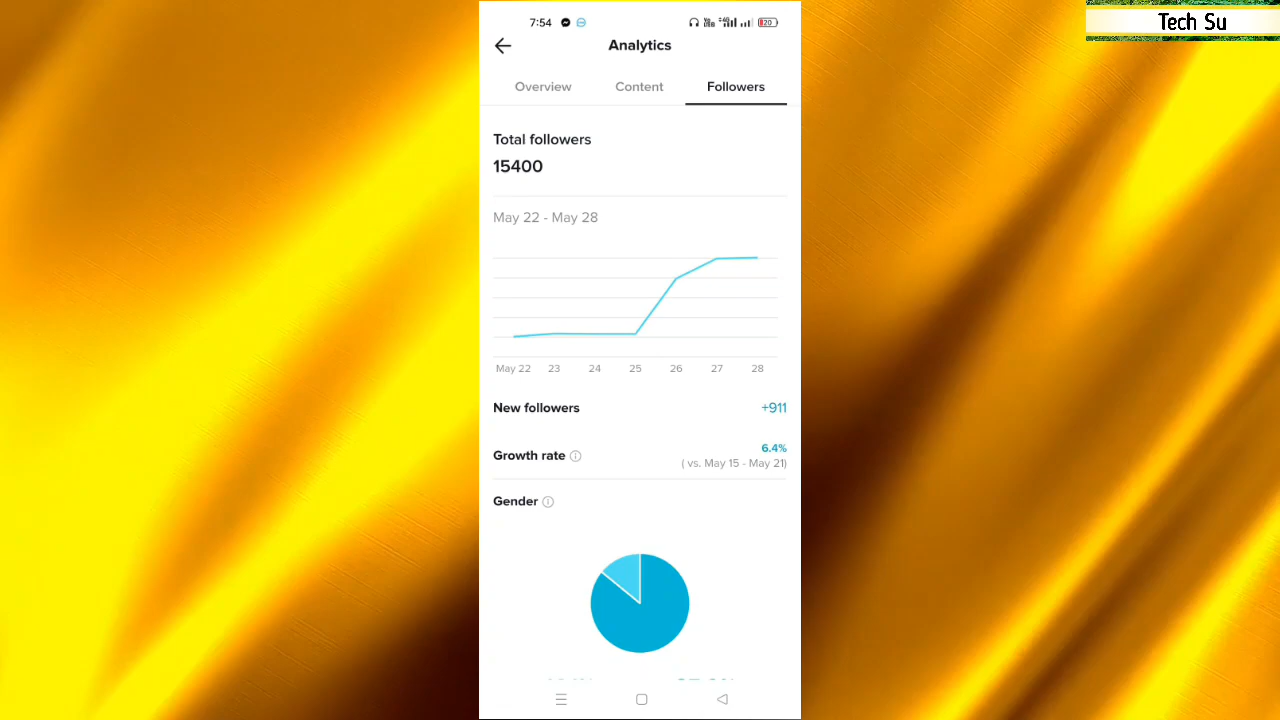 Tech Su
7:54
20
Analytics
Overview Content Followers
Total followers
15400
May 22 - May 28
May 22 23 24 25 26 27 28
New followers +911
Growth rate 6.4%
( vs. May 15 - May 21)
Gender